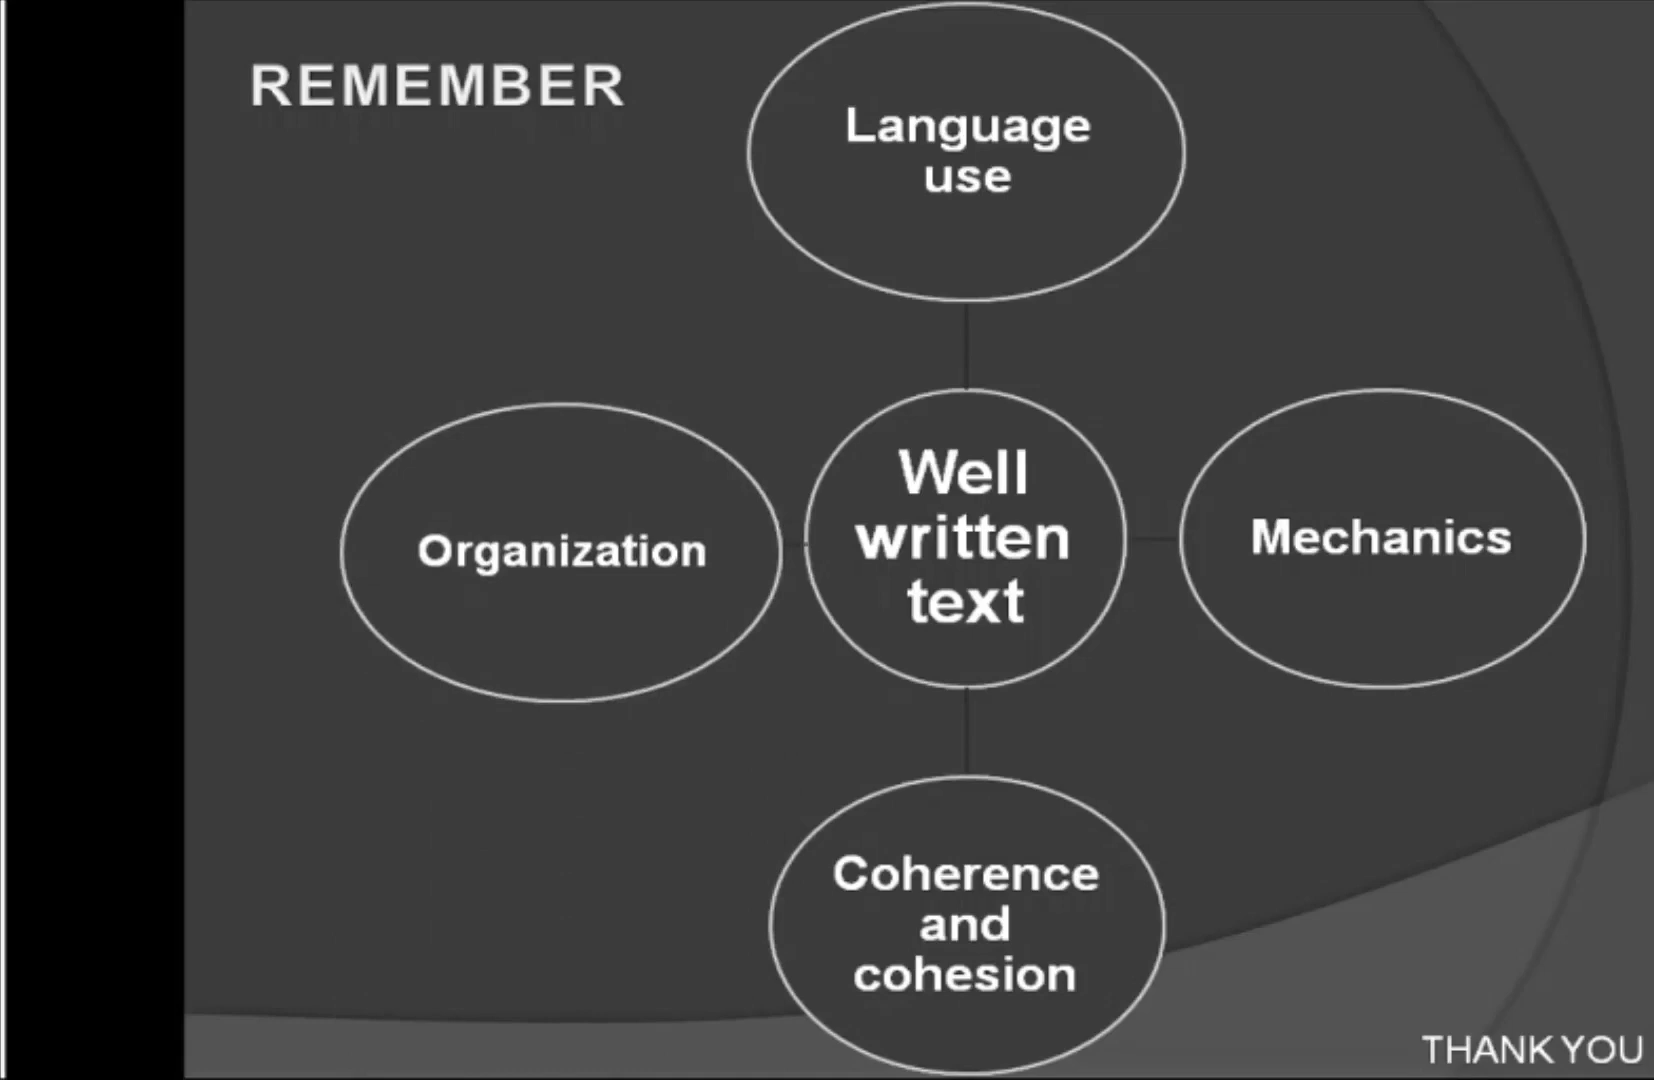 REMEMBER
Language
use
Organization
Well
written
text
Mechanics
Coherence
and
cohesion
THANK YOU